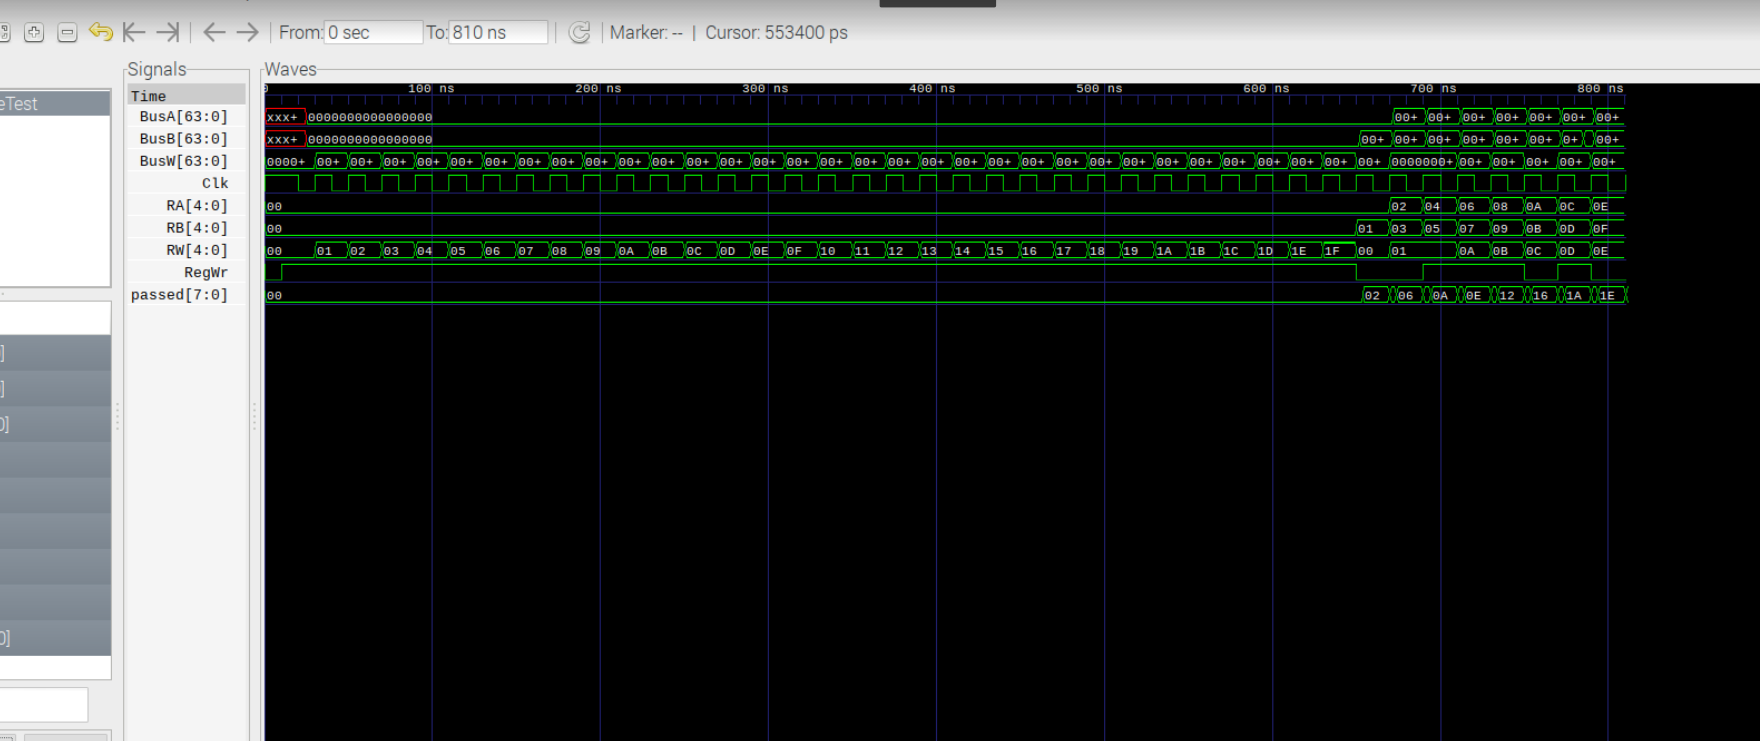 From: 0 sec To: 810 ns Marker: -- | Cursor: 553400 ps
Signals
Waves
eTest
Time
0 100 ns 200 ns 300 ns 400 ns 500 ns 600 ns 700 ns 800 ns
BusA[63:0] xxx+ 0000000000000000 00+ 00+ 00+ 00+ 00+ 00+ 00+
BusB[63:0] xxx+ 0000000000000000 00+ 00+ 00+ 00+ 00+ 00+ 0+ 00+
BusW[63:0] 0000+ 00+ 00+ 00+ 00+ 00+ 00+ 00+ 00+ 00+ 00+ 00+ 00+ 00+ 00+ 00+ 00+ 00+ 00+ 00+ 00+ 00+ 00+ 00+ 00+ 00+ 00+ 00+ 00+ 00+ 00+ 00+ 00+ 0000000+ 00+ 00+ 00+ 00+ 00+
Clk
RA[4:0] 00 02 04 06 08 0A 0C 0E
RB[4:0] 00 01 03 05 07 09 0B 0D 0F
RW[4:0] 00 01 02 03 04 05 06 07 08 09 0A 0B 0C 0D 0E 0F 10 11 12 13 14 15 16 17 18 19 1A 1B 1C 1D 1E 1F 00 01 0A 0B 0C 0D 0E
RegWr
passed[7:0] 00 02 06 0A 0E 12 16 1A 1E
]
]
0]
0]